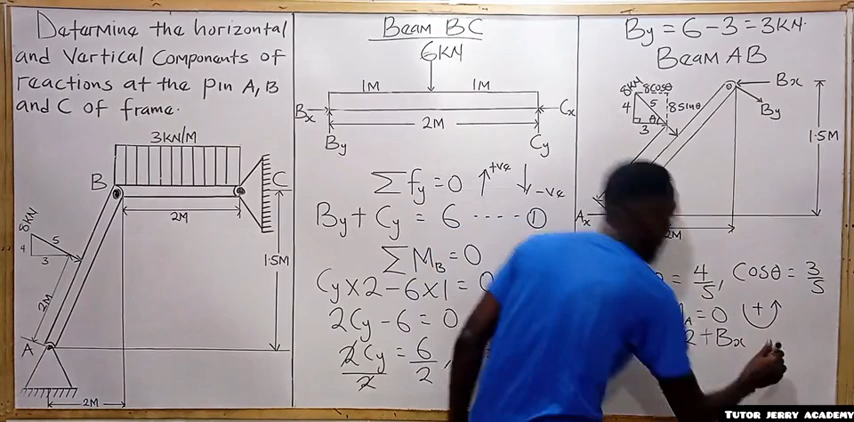 Determine the horizontal
and Vertical Components of
reactions at the pin A, B
and C of frame.
3KN/M
B
C
2M
8KN
5
4
3
2M
1.5M
A
2M
Beam BC
6KN
1M 1M
Bx Cx
2M
By Cy
Σfy=0 +ve -ve
By + Cy = 6 ---- ①
ΣMB=0
Cy×2-6×1=0
2Cy-6=0
2Cy = 6
2 2
By = 6-3=3KN.
Beam AB
8KN 8cosθ
4 5 8sinθ
θ
3
Bx
By
1.5M
Ax
2M
= 4/5, Cosθ = 3/5
=0 +
2+Bx
TUTOR JERRY ACADEMY